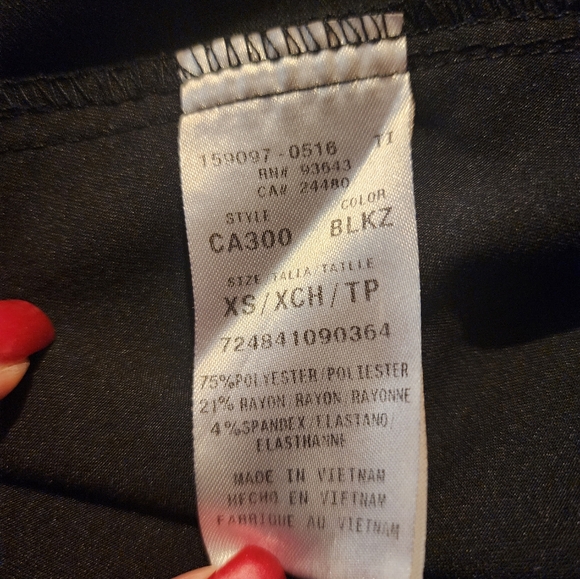 159097-0516 TI
RN# 93643
CA# 24480
STYLE COLOR
CA300 BLKZ
SIZE TALLA TAILLE
XS/XCH/TP
724841090364
75%POLYESTER/POLIESTER
21% RAYON RAYON RAYONNE
4%SPANDEX/ELASTANO/
ELASTHANNE
MADE IN VIETNAM
HECHO EN VIETNAM
FABRIQUE AU VIETNAM